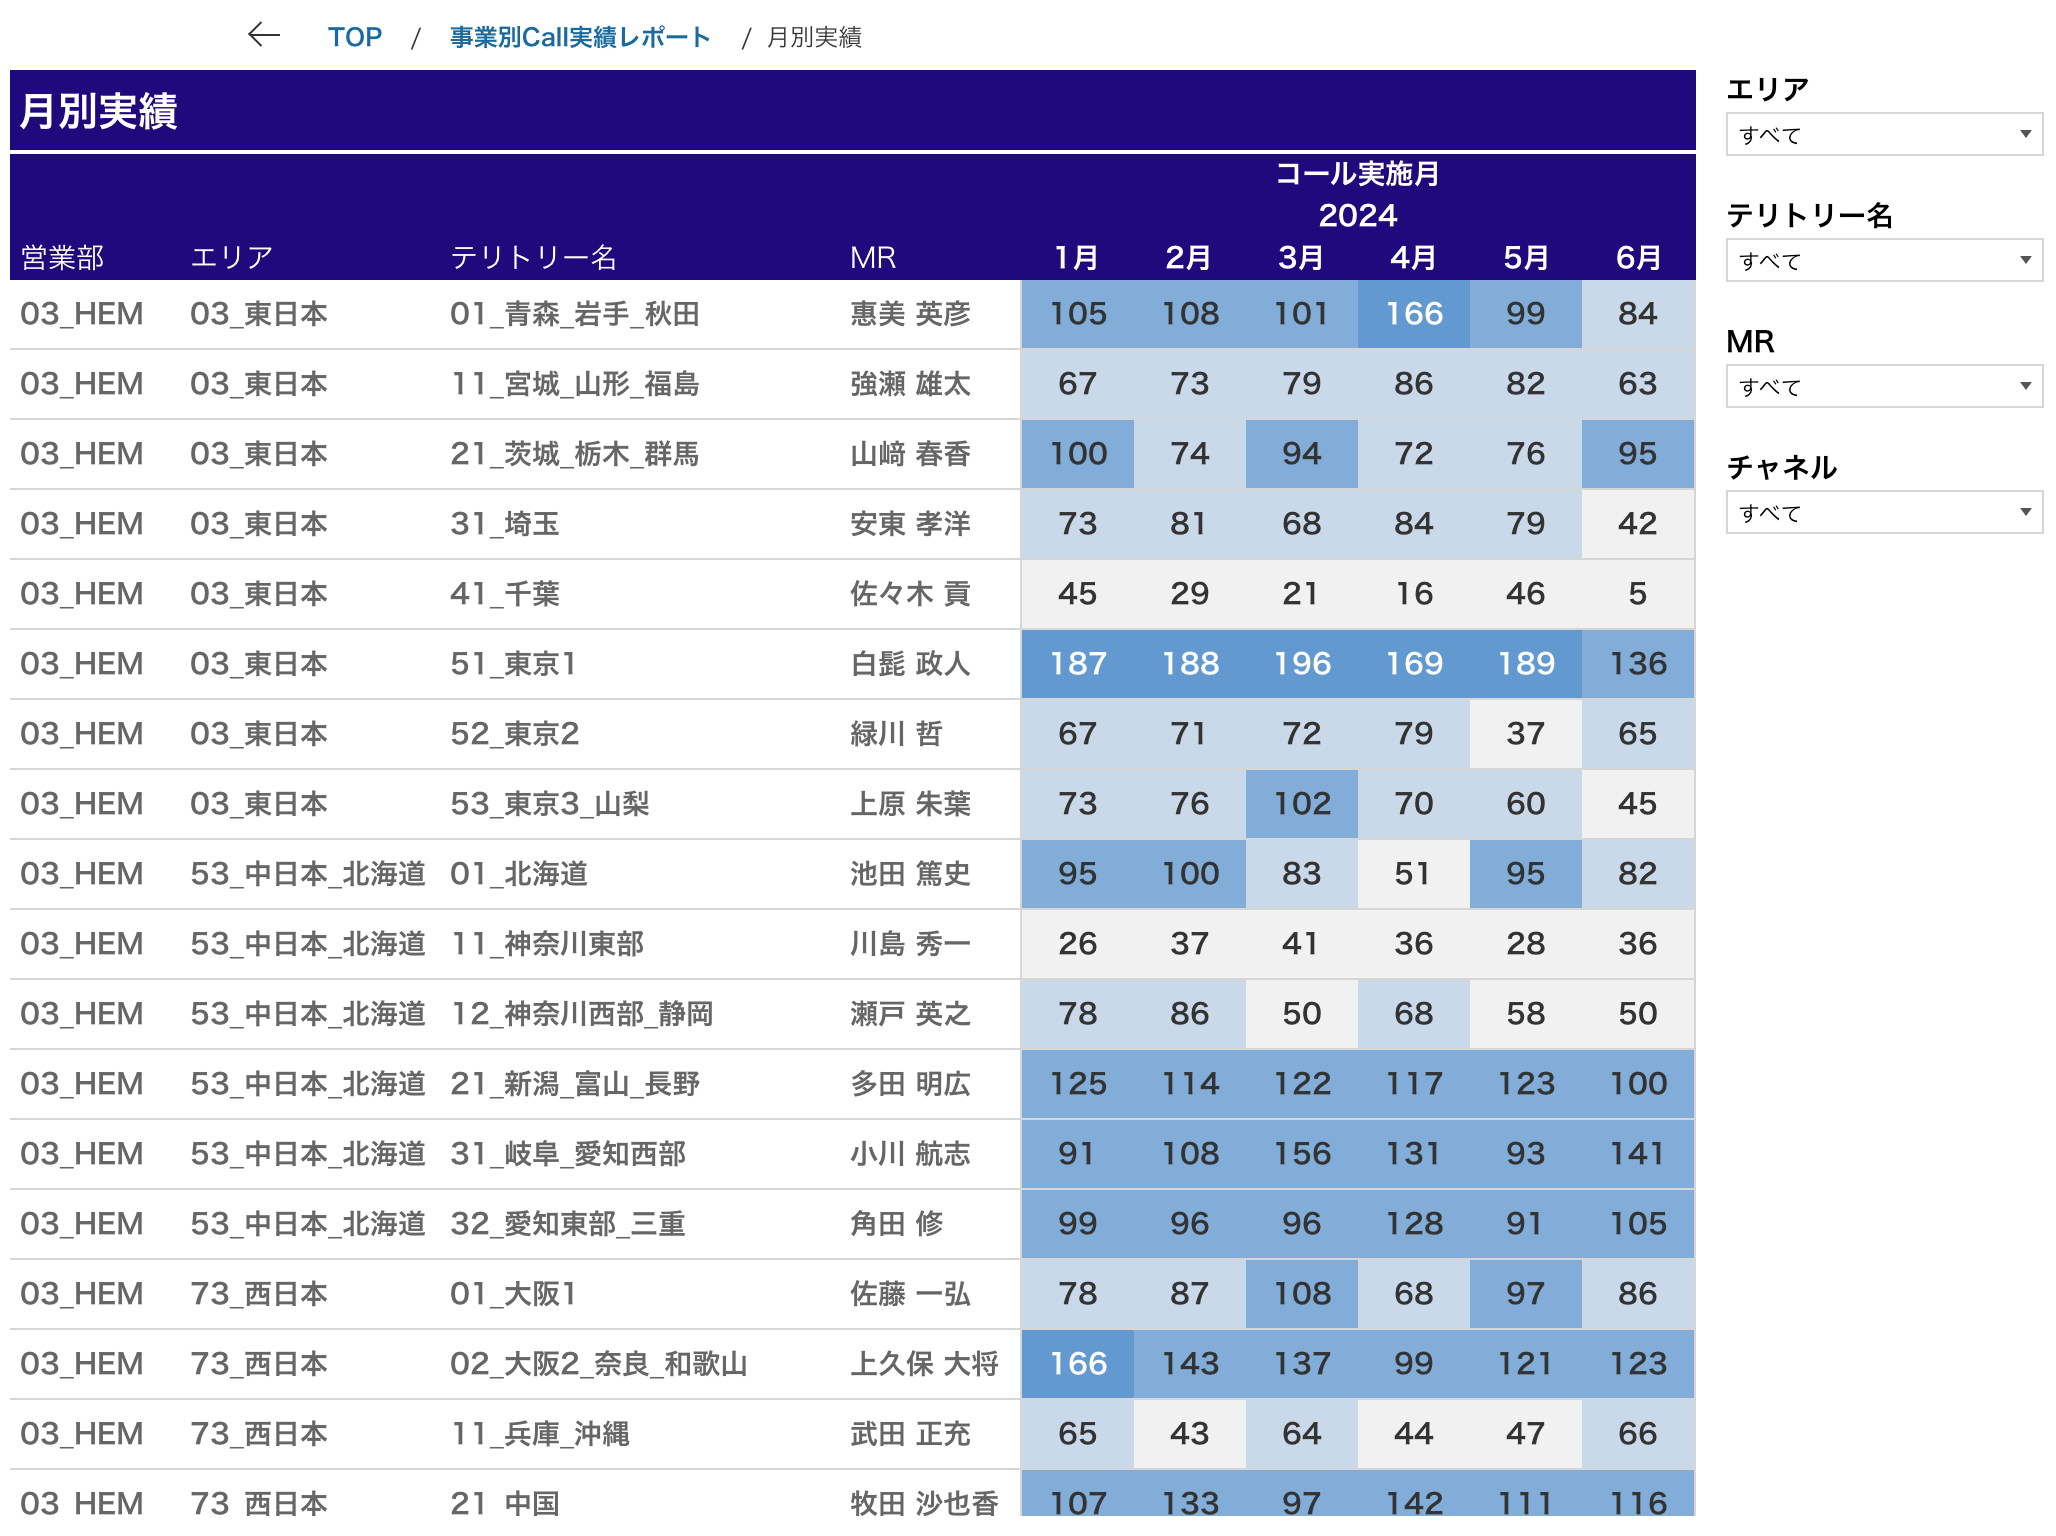 ← TOP / 事業別Call実績レポート / 月別実績
月別実績
コール実施月
2024
営業部 エリア テリトリー名 MR 1月 2月 3月 4月 5月 6月
03_HEM 03_東日本 01_青森_岩手_秋田 惠美 英彦 105 108 101 166 99 84
03_HEM 03_東日本 11_宮城_山形_福島 強瀬 雄太 67 73 79 86 82 63
03_HEM 03_東日本 21_茨城_栃木_群馬 山﨑 春香 100 74 94 72 76 95
03_HEM 03_東日本 31_埼玉 安東 孝洋 73 81 68 84 79 42
03_HEM 03_東日本 41_千葉 佐々木 貢 45 29 21 16 46 5
03_HEM 03_東日本 51_東京1 白髭 政人 187 188 196 169 189 136
03_HEM 03_東日本 52_東京2 緑川 哲 67 71 72 79 37 65
03_HEM 03_東日本 53_東京3_山梨 上原 朱葉 73 76 102 70 60 45
03_HEM 53_中日本_北海道 01_北海道 池田 篤史 95 100 83 51 95 82
03_HEM 53_中日本_北海道 11_神奈川東部 川島 秀一 26 37 41 36 28 36
03_HEM 53_中日本_北海道 12_神奈川西部_静岡 瀬戸 英之 78 86 50 68 58 50
03_HEM 53_中日本_北海道 21_新潟_富山_長野 多田 明広 125 114 122 117 123 100
03_HEM 53_中日本_北海道 31_岐阜_愛知西部 小川 航志 91 108 156 131 93 141
03_HEM 53_中日本_北海道 32_愛知東部_三重 角田 修 99 96 96 128 91 105
03_HEM 73_西日本 01_大阪1 佐藤 一弘 78 87 108 68 97 86
03_HEM 73_西日本 02_大阪2_奈良_和歌山 上久保 大将 166 143 137 99 121 123
03_HEM 73_西日本 11_兵庫_沖縄 武田 正充 65 43 64 44 47 66
03_HEM 73_西日本 21_中国 牧田 沙也香 107 133 97 142 111 116
エリア
すべて
テリトリー名
すべて
MR
すべて
チャネル
すべて